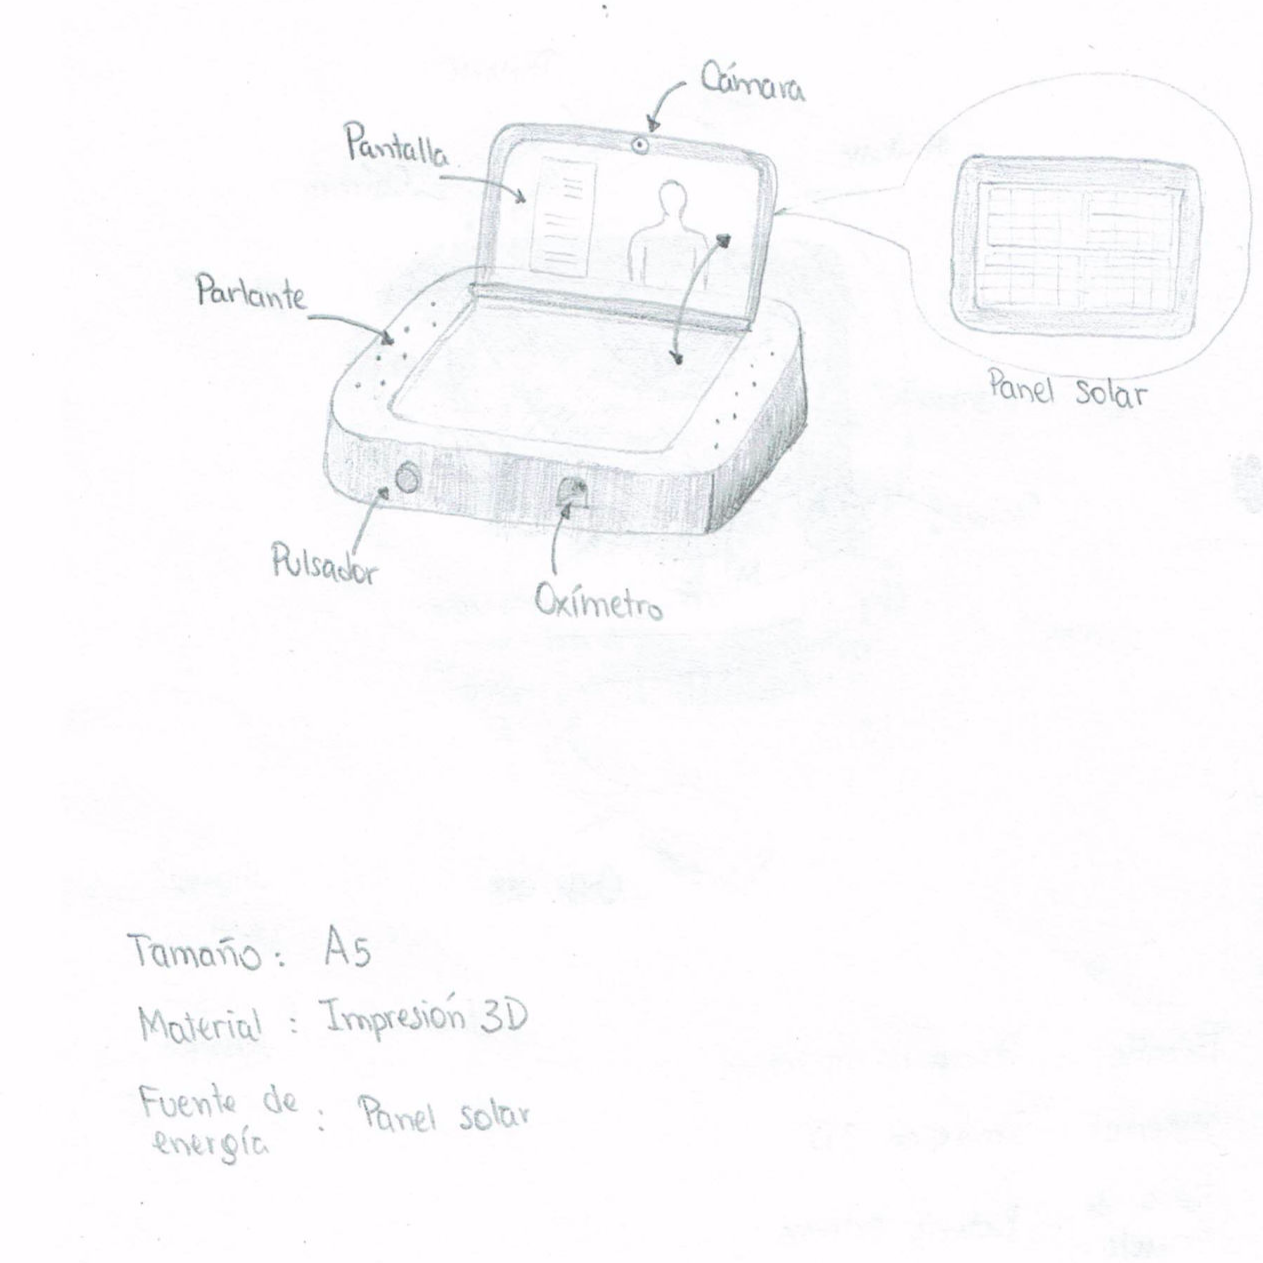 Cámara
Pantalla
Parlante
Panel solar
Pulsador
Oxímetro
Tamaño : A5
Material : Impresión 3D
Fuente de energía : Panel solar